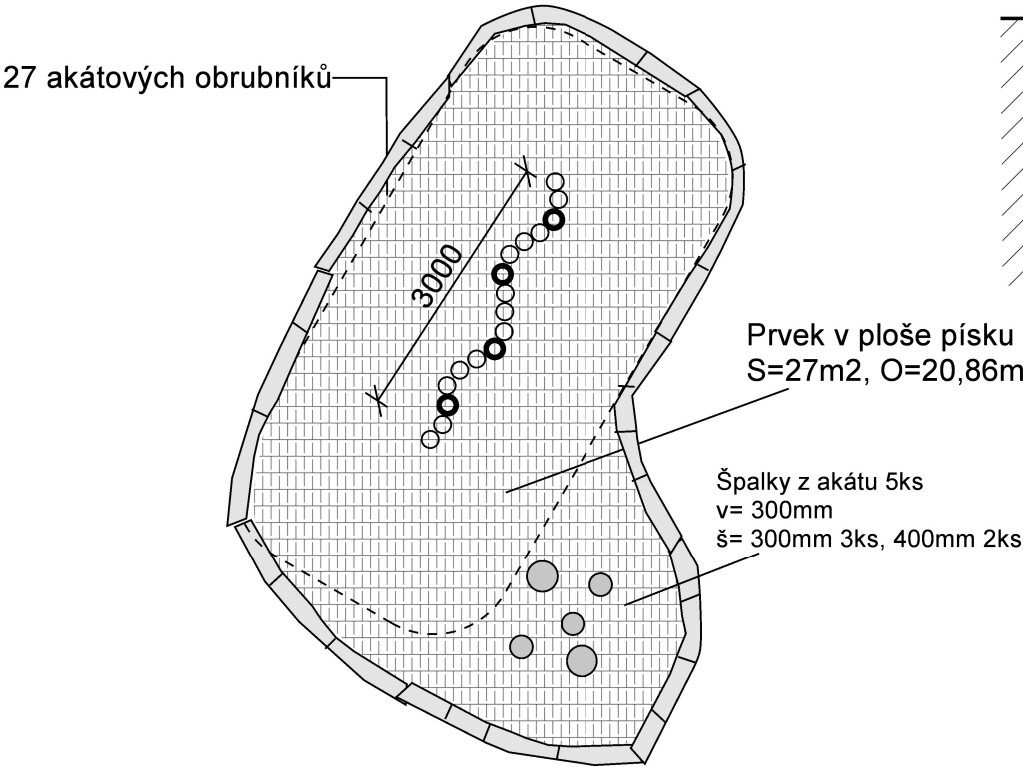 27 akátových obrubníků
3000
Prvek v ploše písku
S=27m2, O=20,86m
Špalky z akátu 5ks
v= 300mm
š= 300mm 3ks, 400mm 2ks